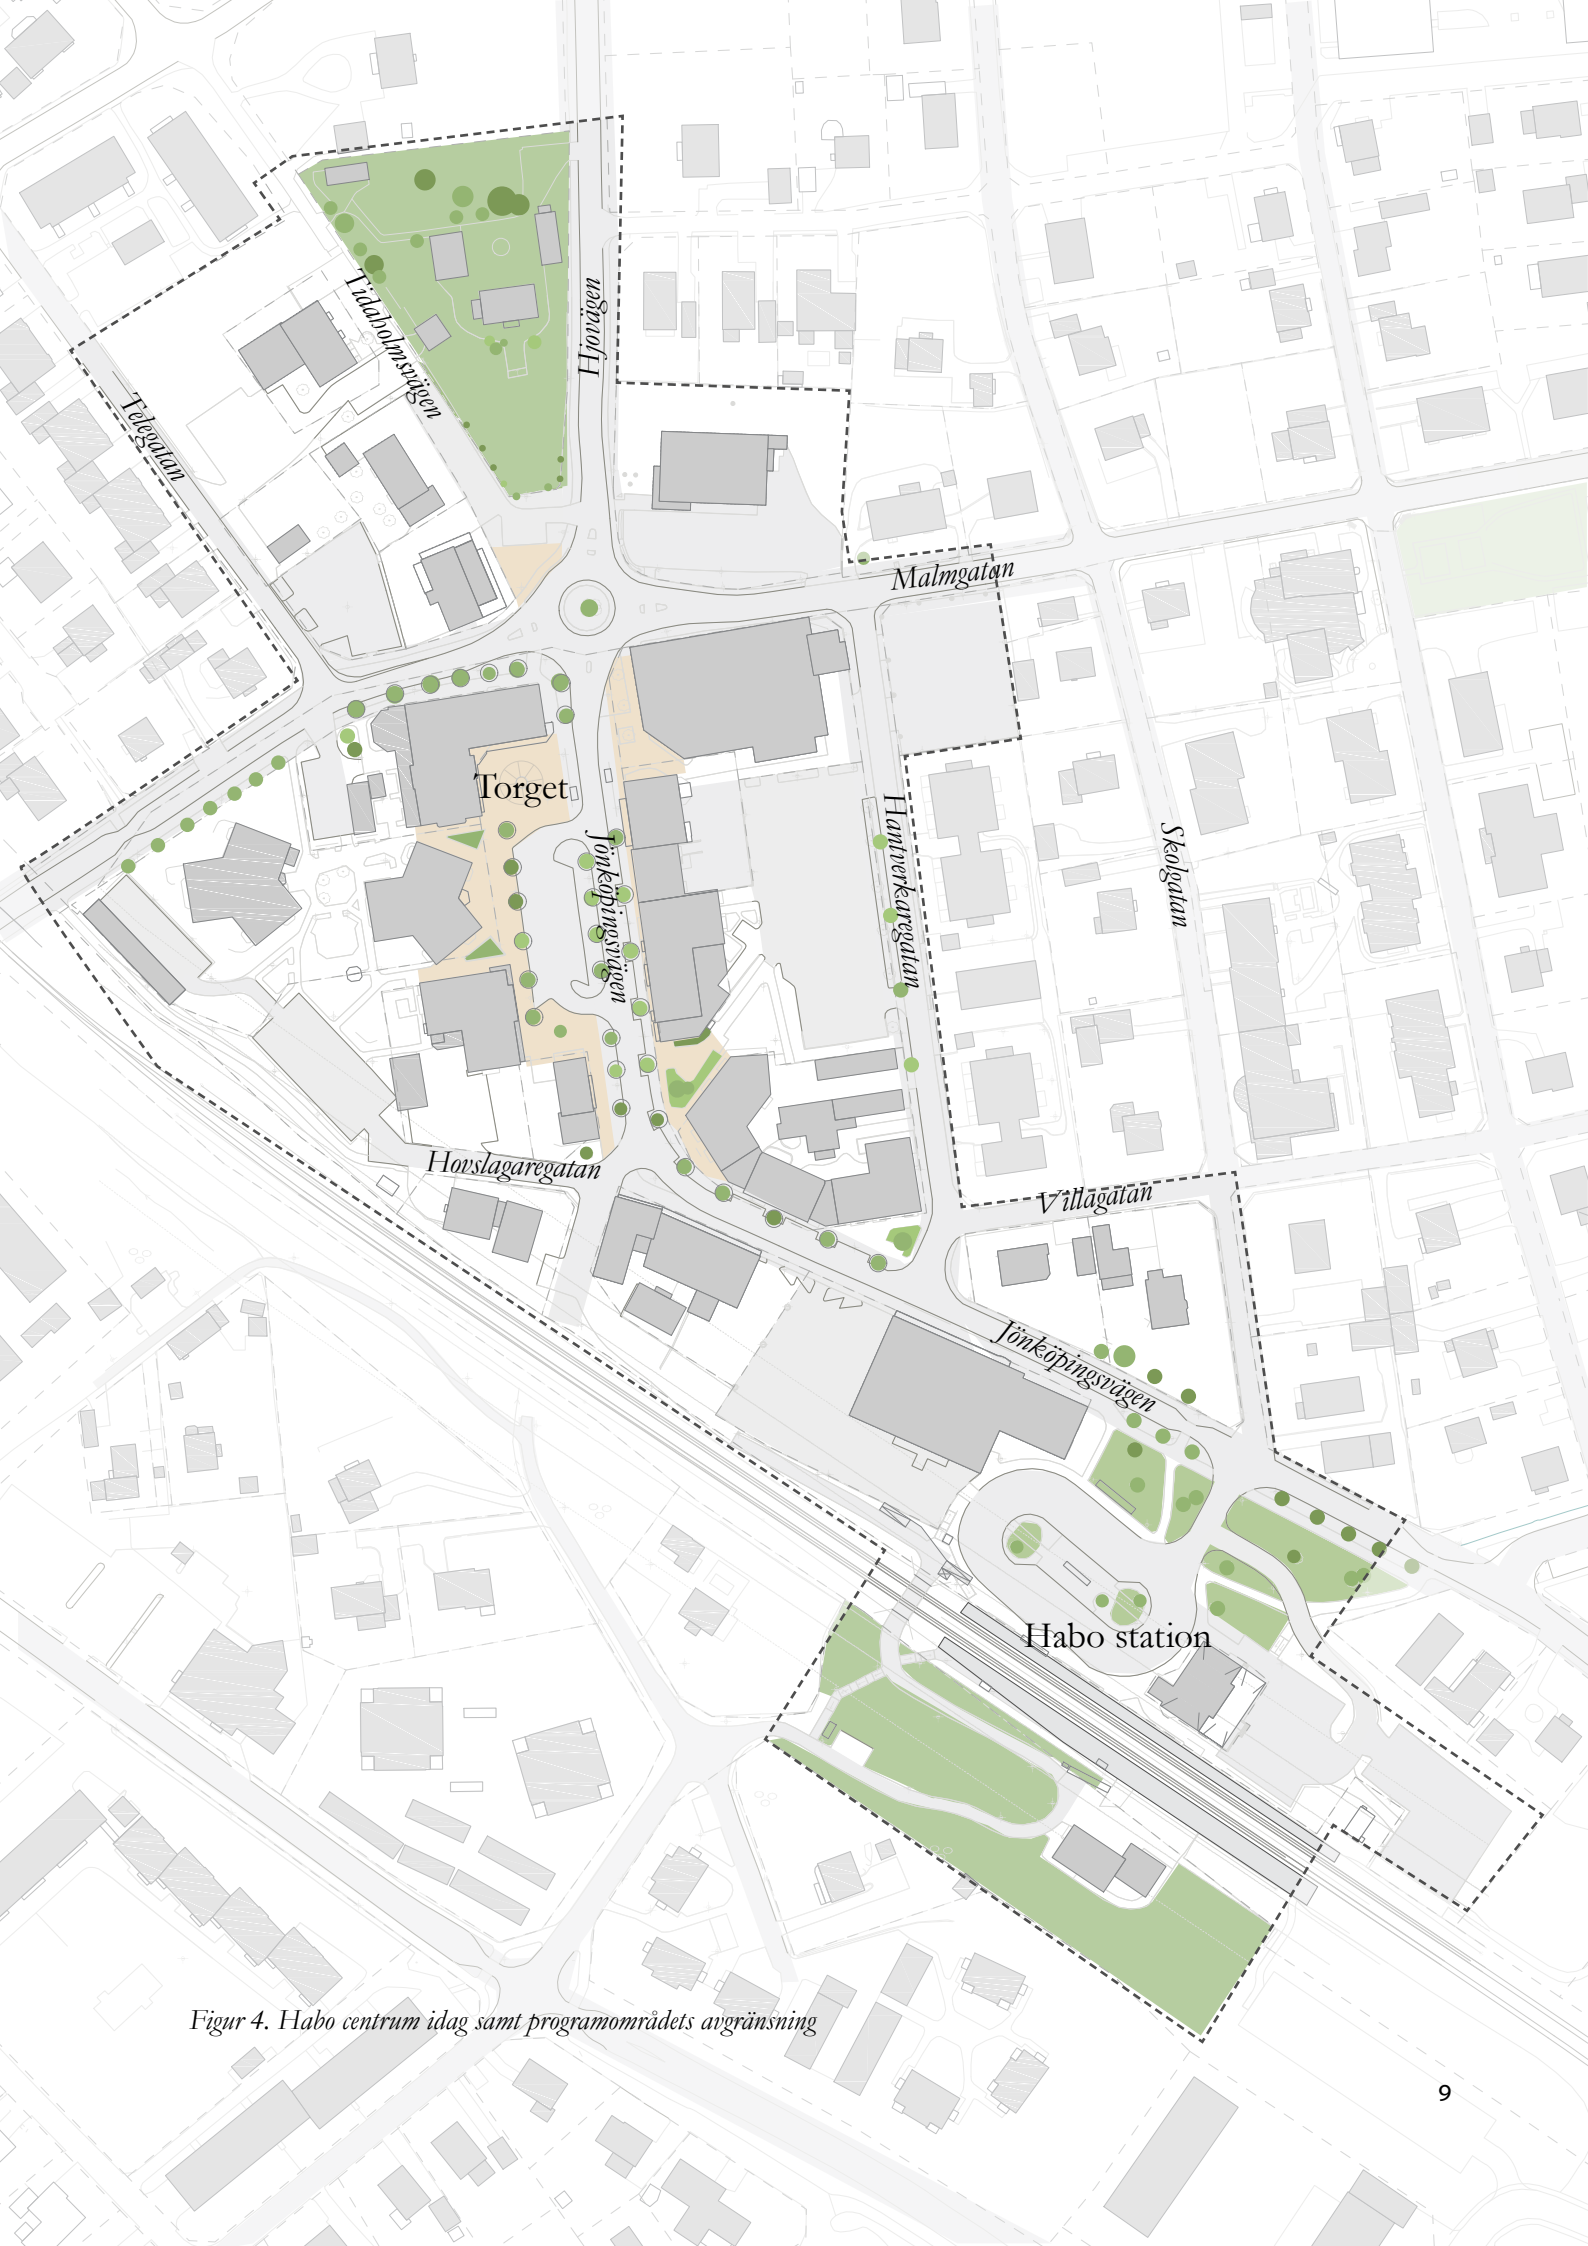 Hjovägen
Tidaholmsvägen
Telegatan
Malmgatan
Torget
Jönköpingsvägen
Hantverkaregatan
Skolgatan
Hovslagaregatan
Villagatan
Jönköpingsvägen
Habo station
Figur 4. Habo centrum idag samt programområdets avgränsning
9